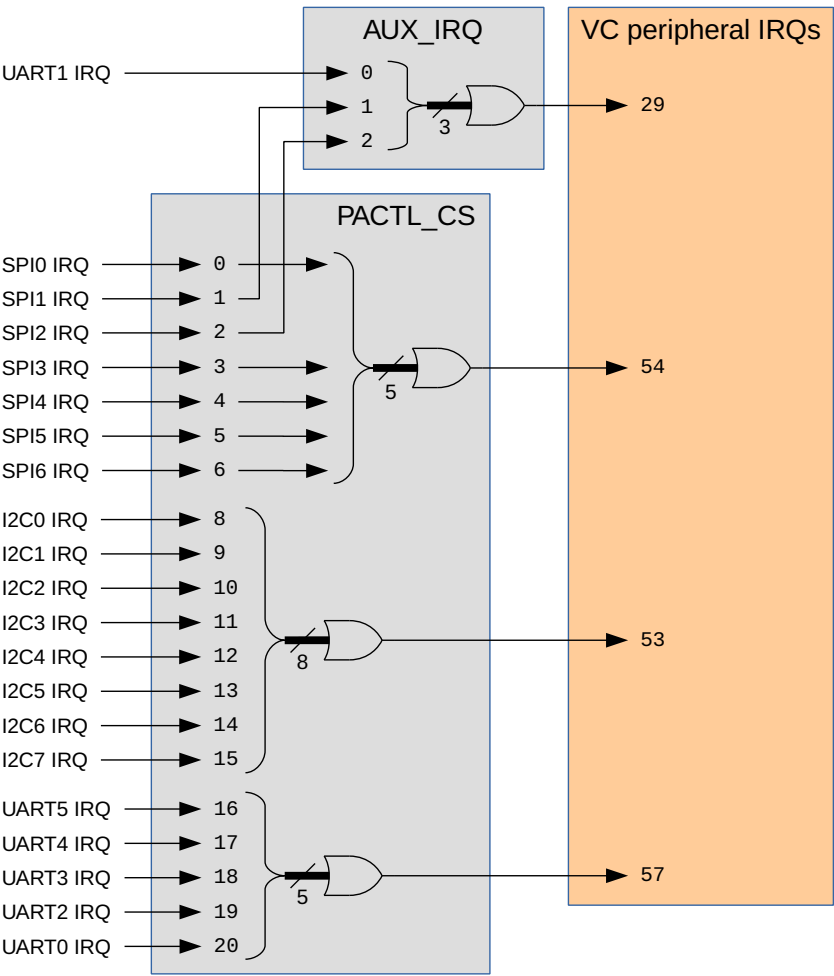 AUX_IRQ
VC peripheral IRQs
UART1 IRQ 0
1
2
3
29
PACTL_CS
SPI0 IRQ 0
SPI1 IRQ 1
SPI2 IRQ 2
SPI3 IRQ 3
SPI4 IRQ 4
SPI5 IRQ 5
SPI6 IRQ 6
5
54
I2C0 IRQ 8
I2C1 IRQ 9
I2C2 IRQ 10
I2C3 IRQ 11
I2C4 IRQ 12
I2C5 IRQ 13
I2C6 IRQ 14
I2C7 IRQ 15
8
53
UART5 IRQ 16
UART4 IRQ 17
UART3 IRQ 18
UART2 IRQ 19
UART0 IRQ 20
5
57